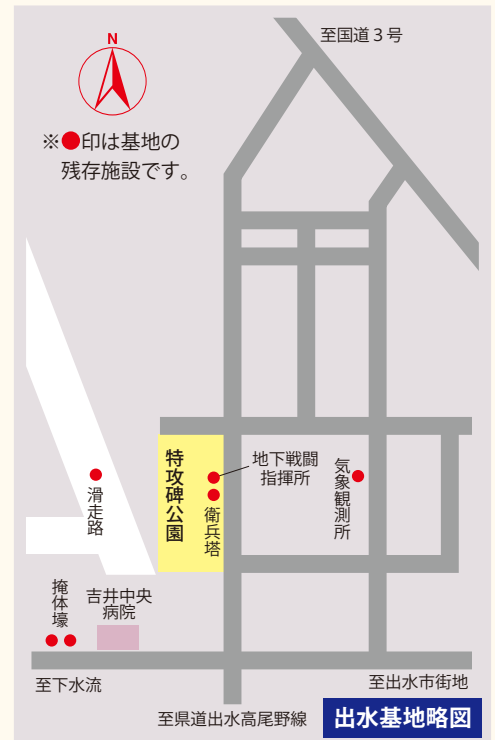 至国道3号
N
※●印は基地の
残存施設です。
特攻碑公園
地下戦闘
指揮所
衛兵塔
気象観測所
滑走路
掩体壕
吉井中央
病院
至下水流
至出水市街地
至県道出水高尾野線
出水基地略図